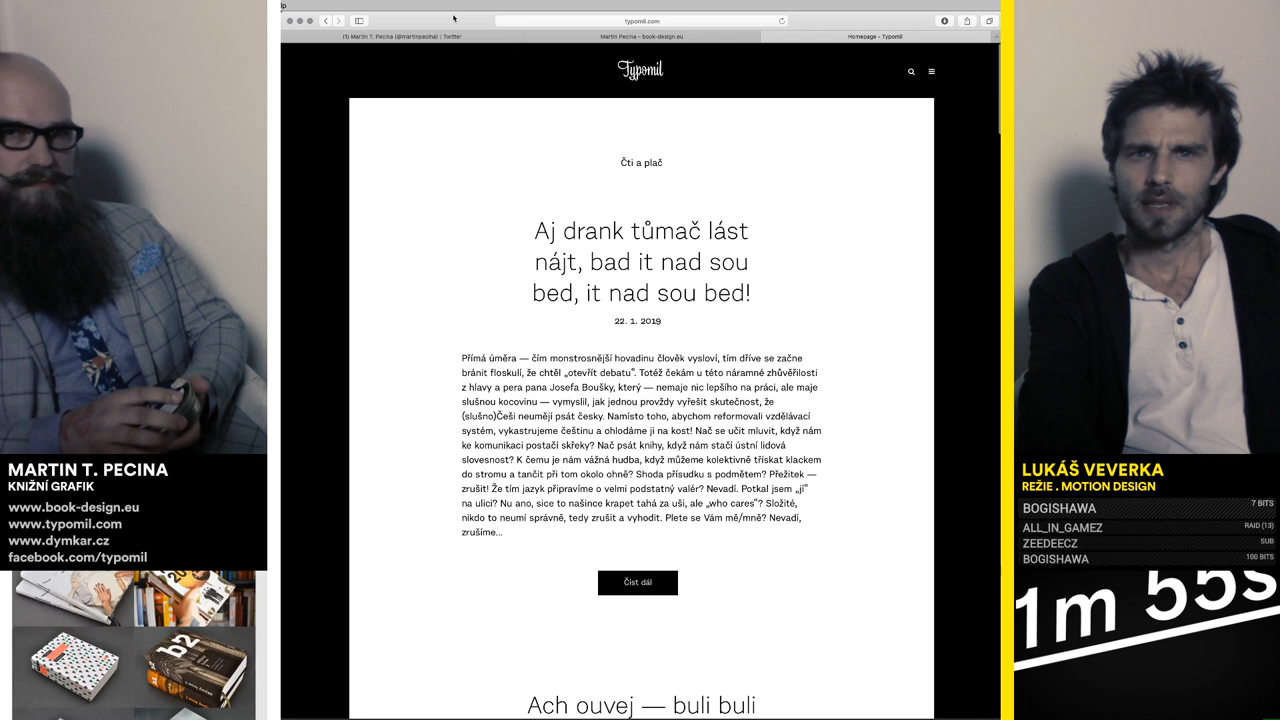 lp
typomil.com
(1) Martin T. Pecina (@martinpecina) | Twitter
Martin Pecina – book-design.eu
Homepage - Typomil
Typomil
Čti a plač
Aj drank tůmač lást
nájt, bad it nad sou
bed, it nad sou bed!
22. 1. 2019
Přímá úměra — čím monstrosnější hovadinu člověk vysloví, tím dříve se začne
bránit floskulí, že chtěl „otevřít debatu“. Totéž čekám u této náramné zhůvěřilosti
z hlavy a pera pana Josefa Boušky, který — nemaje nic lepšího na práci, ale maje
slušnou kocovinu — vymyslil, jak jednou provždy vyřešit skutečnost, že
(slušno)Češi neumějí psát česky. Namísto toho, abychom reformovali vzdělávací
systém, vykastrujeme češtinu a ohlodáme ji na kost! Nač se učit mluvit, když nám
ke komunikaci postačí skřeky? Nač psát knihy, když nám stačí ústní lidová
slovesnost? K čemu je nám vážná hudba, když můžeme kolektivně třískat klackem
do stromu a tančit při tom okolo ohně? Shoda přísudku s podmětem? Přežitek —
zrušit! Že tím jazyk připravíme o velmi podstatný valér? Nevadí. Potkal jsem „jí“
na ulici? Nu ano, sice to našince krapet tahá za uši, ale „who cares“? Složité,
nikdo to neumí správně, tedy zrušit a vyhodit. Plete se Vám mě/mně? Nevadí,
zrušíme...
Číst dál
Ach ouvej — buli buli
MARTIN T. PECINA
KNIŽNÍ GRAFIK
www.book-design.eu
www.typomil.com
www.dymkar.cz
facebook.com/typomil
b2
LUKÁŠ VEVERKA
REŽIE . MOTION DESIGN
BOGISHAWA 7 BITS
ALL_IN_GAMEZ RAID (13)
ZEEDEECZ SUB
BOGISHAWA 100 BITS
1m 55s